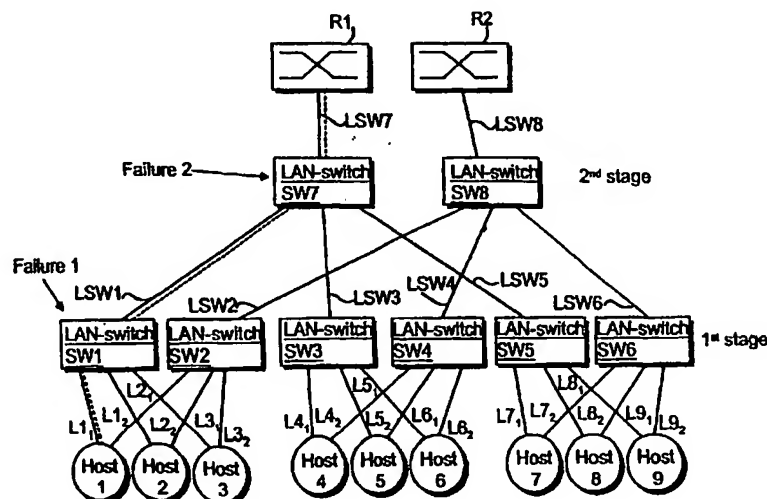 R1
R2
LSW7
LSW8
Failure 2
LAN-switch
SW7
LAN-switch
SW8
2nd stage
Failure 1
LSW1
LSW2
LSW3
LSW4
LSW5
LSW6
LAN-switch
SW1
LAN-switch
SW2
LAN-switch
SW3
LAN-switch
SW4
LAN-switch
SW5
LAN-switch
SW6
1st stage
L1₁
L1₂
L2₁
L2₂
L3₁
L3₂
L4₁
L4₂
L5₁
L5₂
L6₁
L6₂
L7₁
L7₂
L8₁
L8₂
L9₁
L9₂
Host
1
Host
2
Host
3
Host
4
Host
5
Host
6
Host
7
Host
8
Host
9